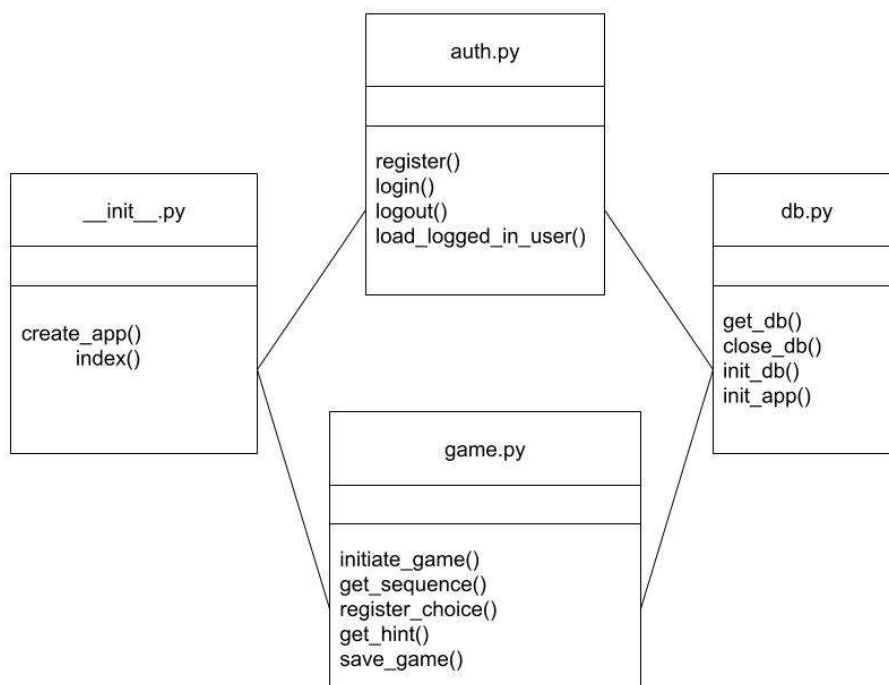 auth.py
register()
login()
logout()
load_logged_in_user()
__init__.py
create_app()
index()
db.py
get_db()
close_db()
init_db()
init_app()
game.py
initiate_game()
get_sequence()
register_choice()
get_hint()
save_game()